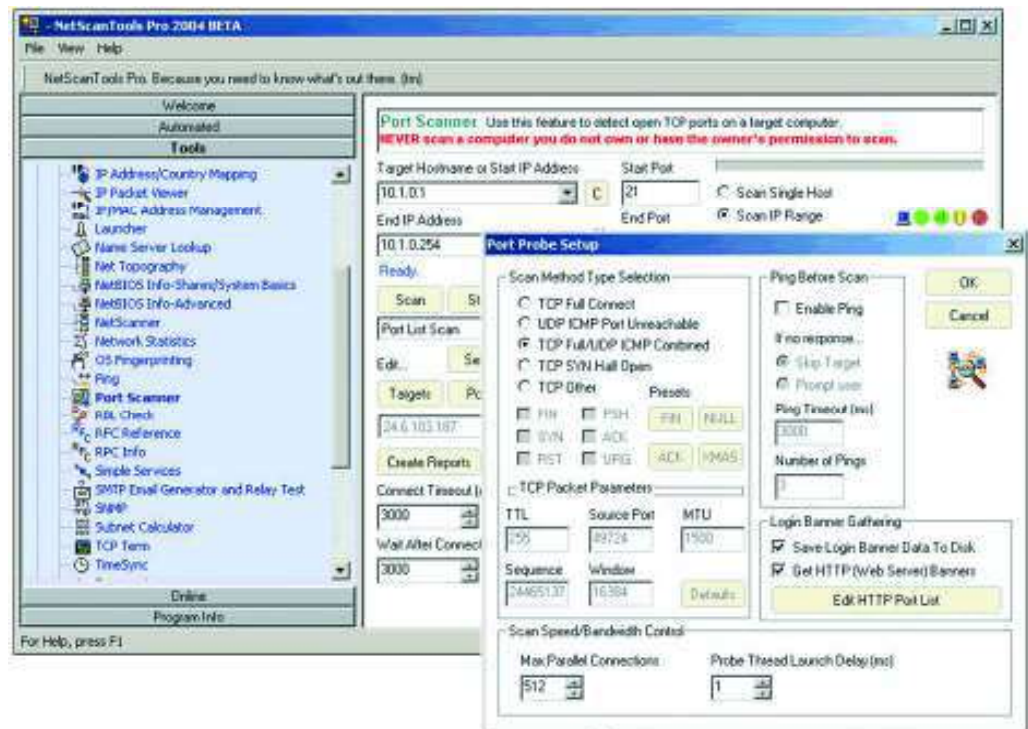 - NetScanTools Pro 2004 BETA
File View Help
NetScanTools Pro. Because you need to know what's out there. (tm)
Welcome
Automated
Tools
IP Address/Country Mapping
IP Packet Viewer
IP/MAC Address Management
Launcher
Name Server Lookup
Net Topography
NetBIOS Info-Shares/System Basics
NetBIOS Info-Advanced
NetScanner
Network Statistics
OS Fingerprinting
Ping
Port Scanner
RBL Check
RFC Reference
RPC Info
Simple Services
SMTP Email Generator and Relay Test
SNMP
Subnet Calculator
TCP Term
TimeSync
Online
Program Info
For Help, press F1
Port Scanner Use this feature to detect open TCP ports on a target computer.
NEVER scan a computer you do not own or have the owner's permission to scan.
Target Hostname or Start IP Address
Start Port
10.1.0.1
C
21
Scan Single Host
End IP Address
End Port
Scan IP Range
10.1.0.254
Ready.
Scan
St
Port List Scan
Edit...
Se
Targets
Po
24.6.103.187
Create Reports
Connect Timeout (
3000
Wait After Connect
3000
Port Probe Setup
Scan Method Type Selection
TCP Full Connect
UDP ICMP Port Unreachable
TCP Full/UDP ICMP Combined
TCP SYN Half Open
TCP Other
Presets
FIN PSH
FIN NULL
SYN ACK
RST URG
ACK XMAS
TCP Packet Parameters
TTL Source Port MTU
255 49724 1500
Sequence Window
24465137 16384 Defaults
Ping Before Scan
Enable Ping
If no response...
Skip Target
Prompt user
Ping Timeout (ms)
3000
Number of Pings
OK
Cancel
Login Banner Gathering
Save Login Banner Data To Disk
Get HTTP (Web Server) Banners
Edit HTTP Port List
Scan Speed/Bandwidth Control
Max Parallel Connections
Probe Thread Launch Delay (ms)
512
1